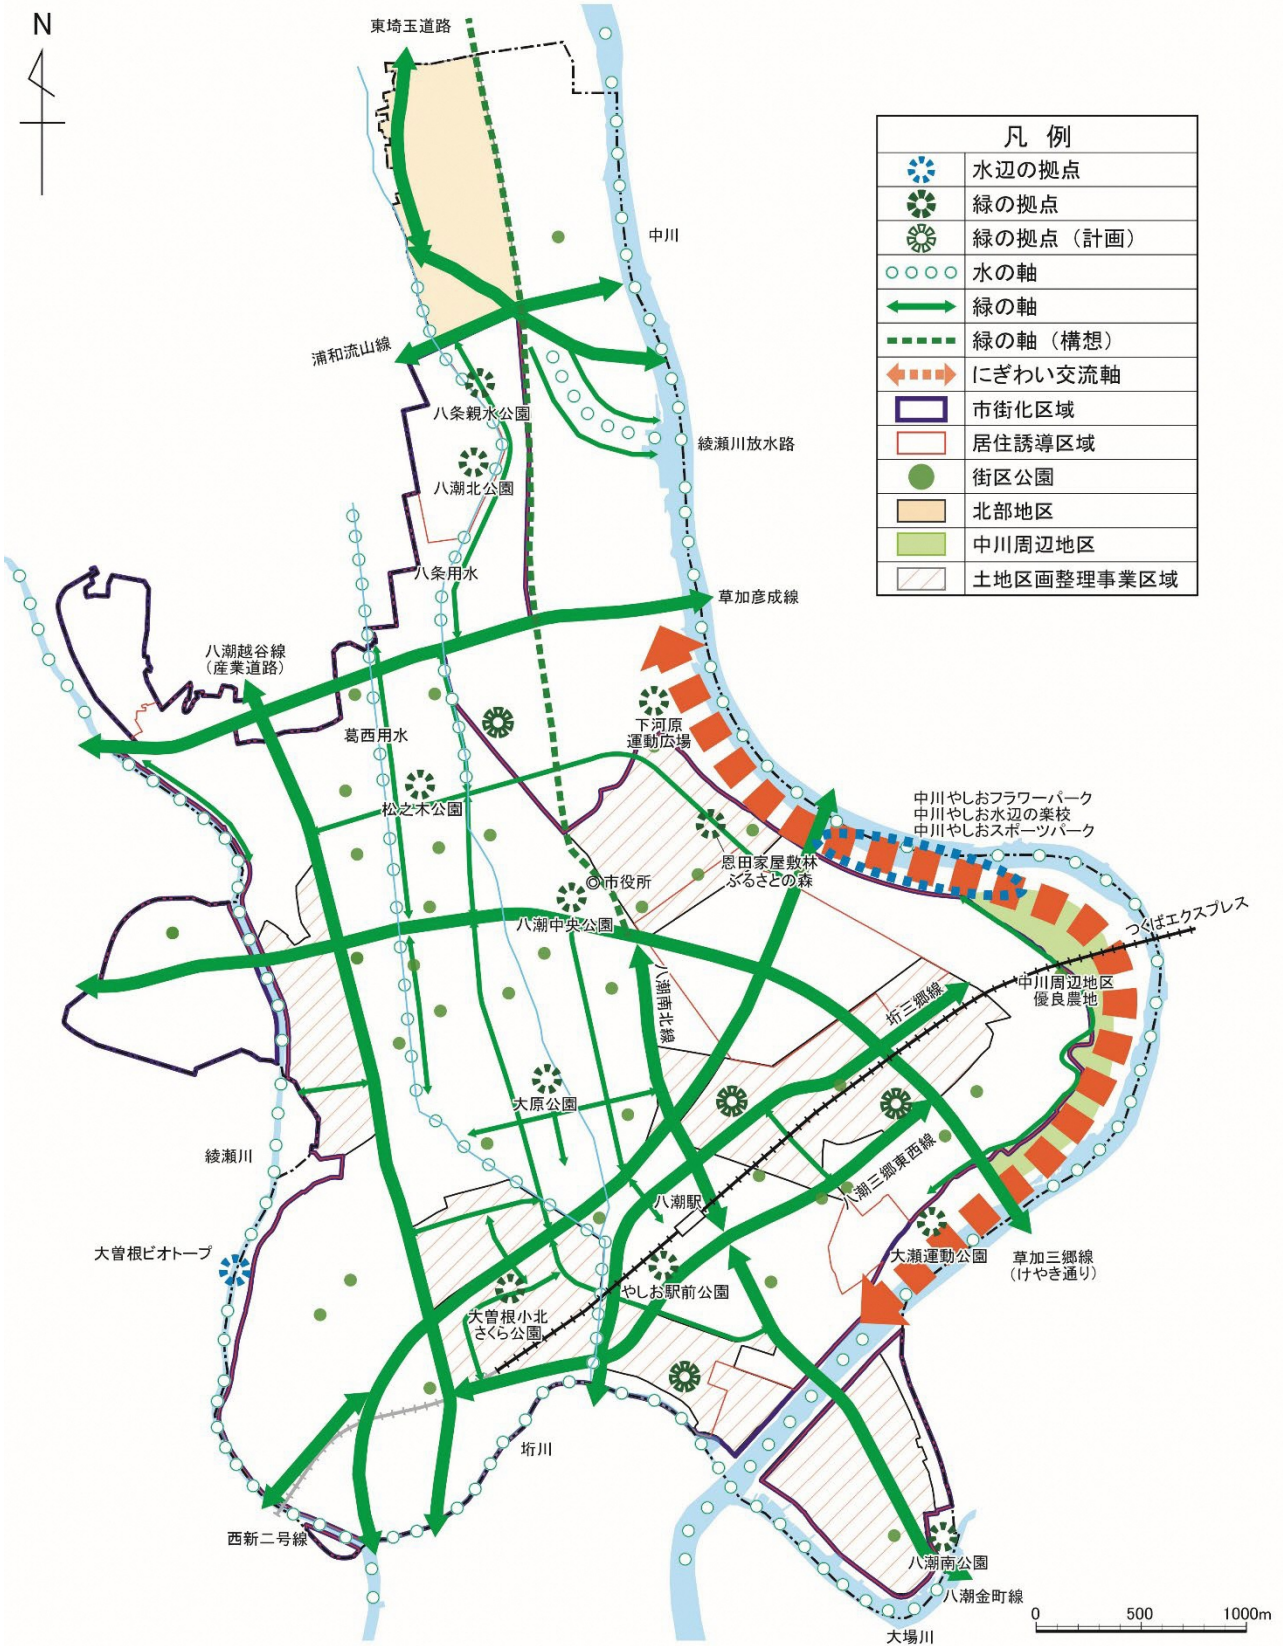 N
東埼玉道路
中川
凡 例
水辺の拠点
緑の拠点
緑の拠点（計画）
水の軸
緑の軸
緑の軸（構想）
にぎわい交流軸
市街化区域
居住誘導区域
街区公園
北部地区
中川周辺地区
土地区画整理事業区域
浦和流山線
八条親水公園
綾瀬川放水路
八潮北公園
八条用水
草加彦成線
八潮越谷線
（産業道路）
葛西用水
下河原
運動広場
松之木公園
中川やしおフラワーパーク
中川やしお水辺の楽校
中川やしおスポーツパーク
恩田家屋敷林
ふるさとの森
◎市役所
八潮中央公園
つくばエクスプレス
八潮南北線
垳三郷線
中川周辺地区
優良農地
大原公園
綾瀬川
八潮三郷東西線
八潮駅
大曽根ビオトープ
大瀬運動公園
草加三郷線
（けやき通り）
やしお駅前公園
大曽根小北
さくら公園
垳川
西新二号線
八潮南公園
八潮金町線
大場川
0 500 1000m